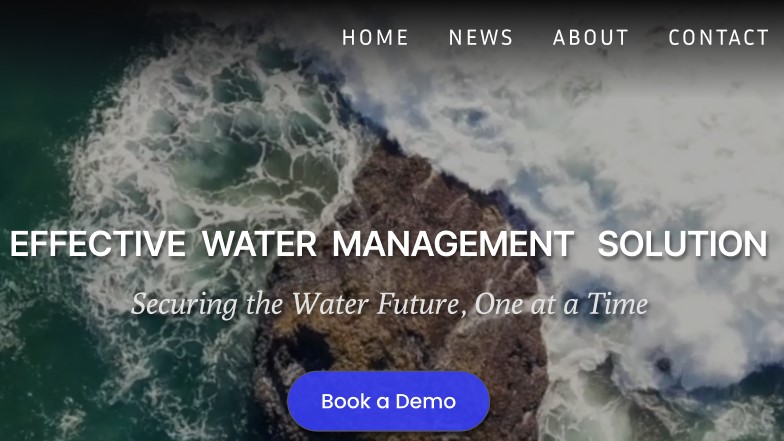 HOME NEWS ABOUT CONTACT
EFFECTIVE WATER MANAGEMENT SOLUTION
Securing the Water Future, One at a Time
Book a Demo